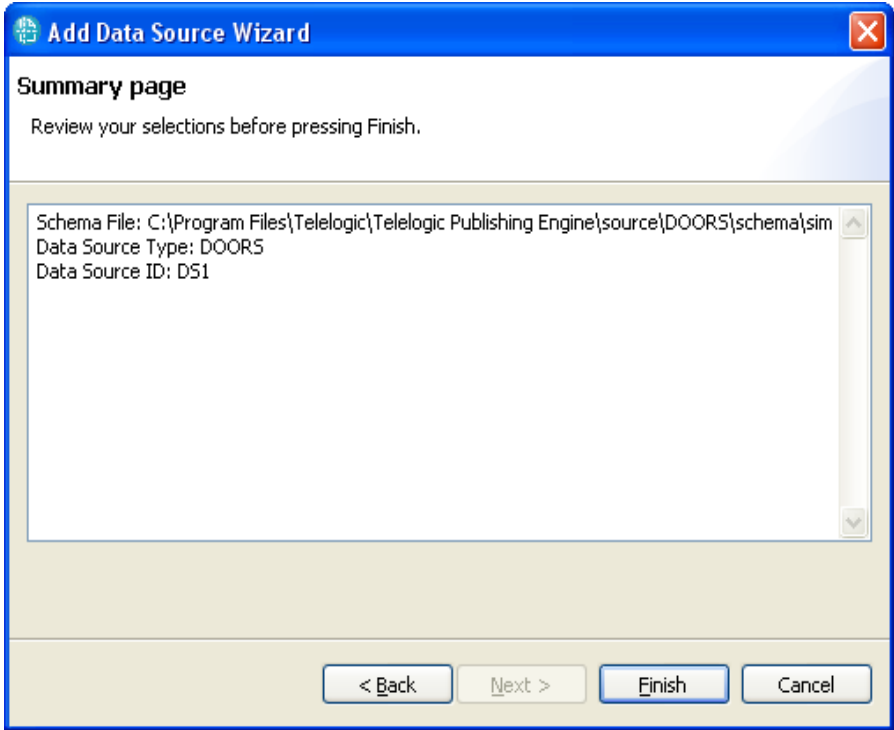 Add Data Source Wizard
Summary page
Review your selections before pressing Finish.
Schema File: C:\Program Files\Telelogic\Telelogic Publishing Engine\source\DOORS\schema\sim
Data Source Type: DOORS
Data Source ID: DS1
< Back
Next >
Finish
Cancel